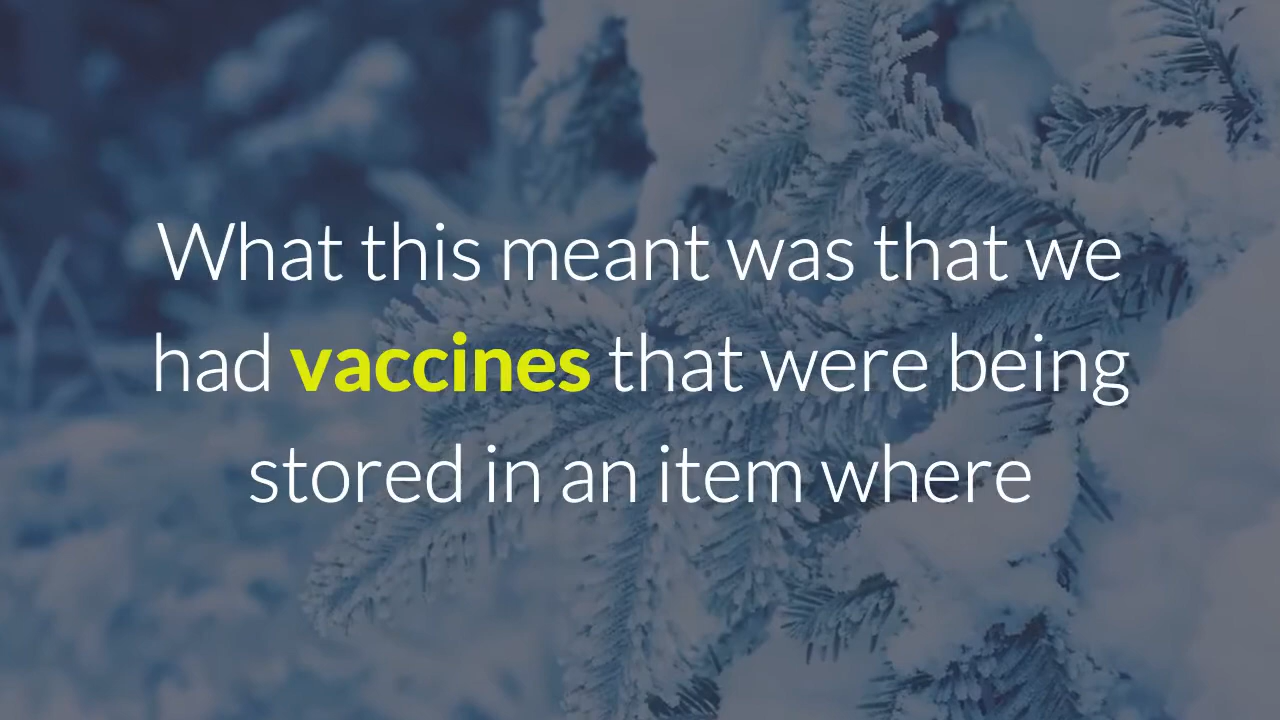 What this meant was that we
had vaccines that were being
stored in an item where